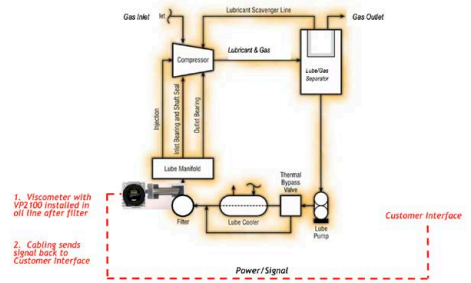 Gas Inlet
let
Lubricant Scavenger Line
Gas Outlet
Compressor
Lubricant & Gas
Lube/Gas
Separator
Injection
Inlet Bearing and Shaft Seal
Outlet Bearing
Lube Manifold
Thermal
Bypass
Valve
1. Viscometer with
VP2100 installed in
oil line after filter
Filter
Lube Cooler
Lube
Pump
Customer Interface
2. Cabling sends
signal back to
Customer Interface
Power/Signal